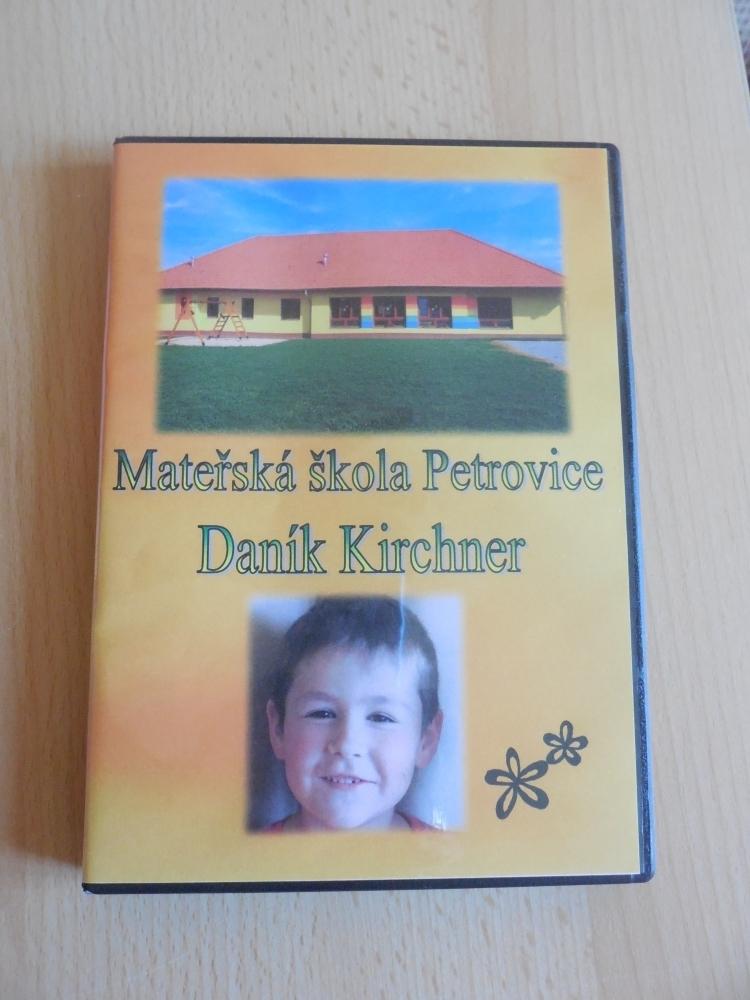 Mateřská škola Petrovice
Daník Kirchner